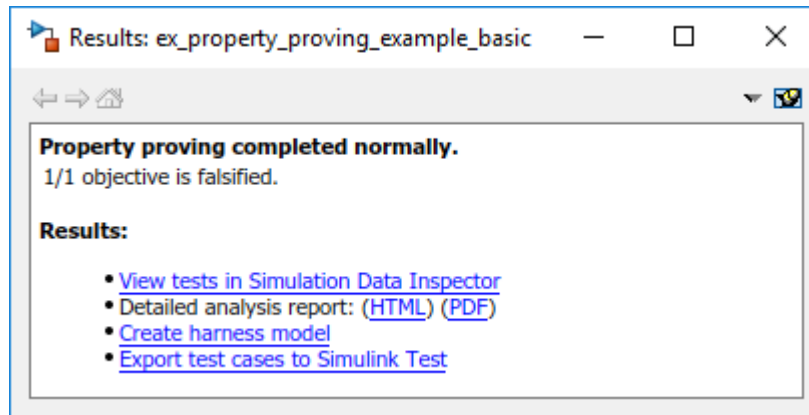 Results: ex_property_proving_example_basic
Property proving completed normally.
1/1 objective is falsified.
Results:
• View tests in Simulation Data Inspector
• Detailed analysis report: (HTML) (PDF)
• Create harness model
• Export test cases to Simulink Test